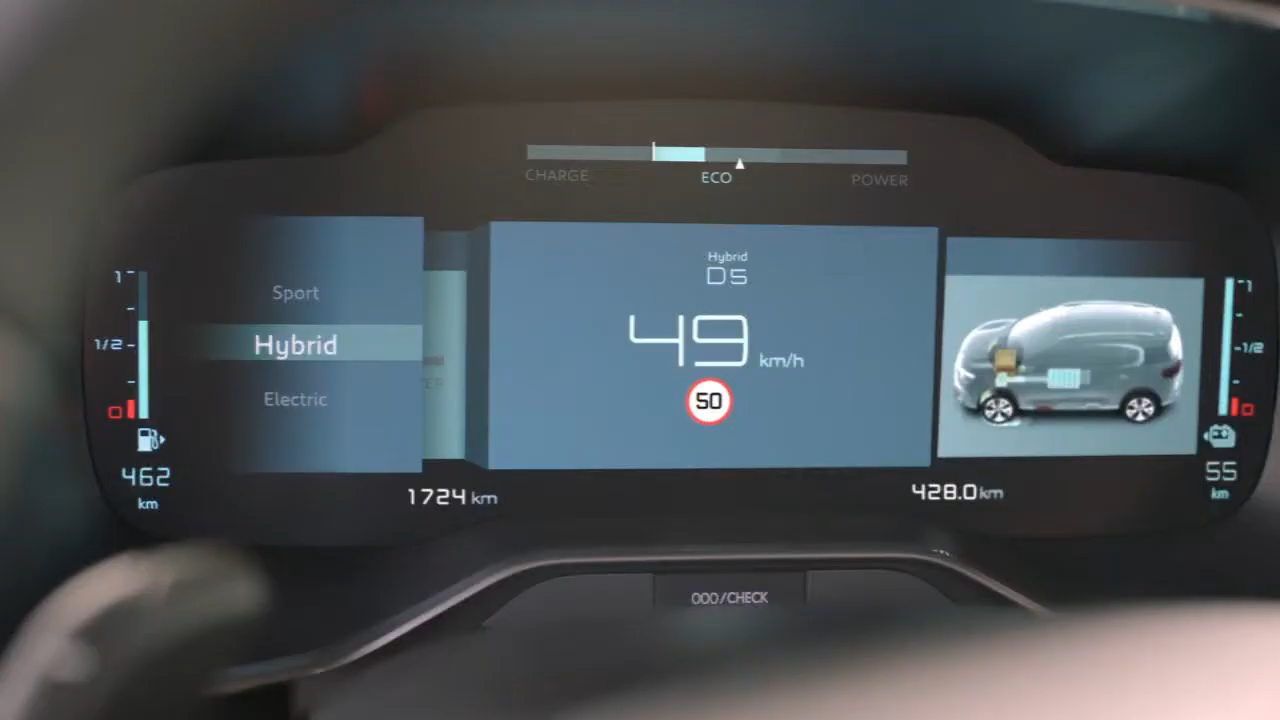 CHARGE ECO POWER
Sport
Hybrid
Electric
Hybrid
D5
49 km/h
50
1
1/2
0
462
km
1724 km
428.0 km
1
1/2
0
55
km
000/CHECK